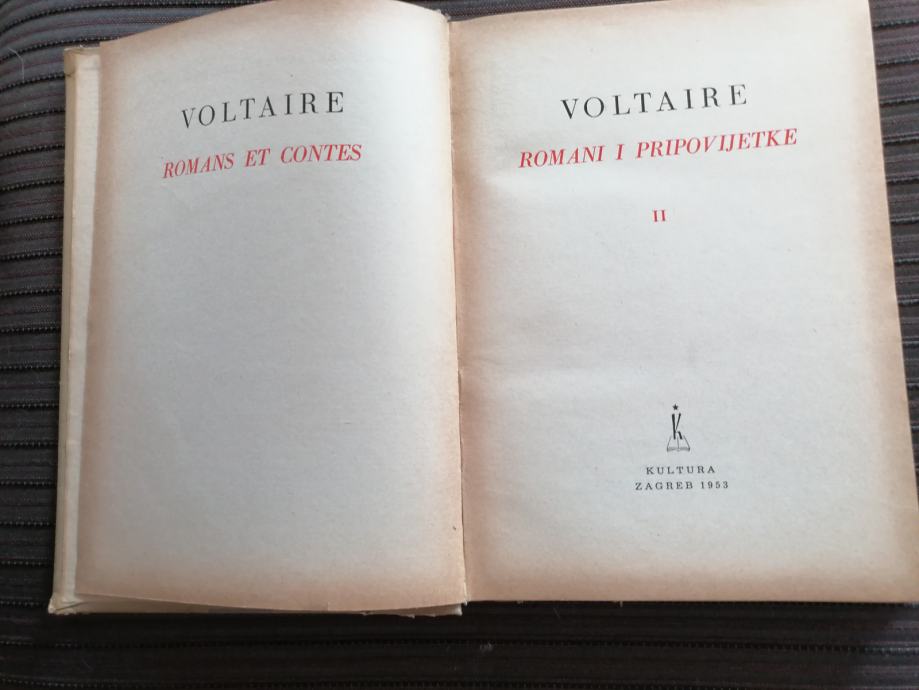 VOLTAIRE
ROMANS ET CONTES
VOLTAIRE
ROMANI I PRIPOVIJETKE
II
K
KULTURA
ZAGREB 1953